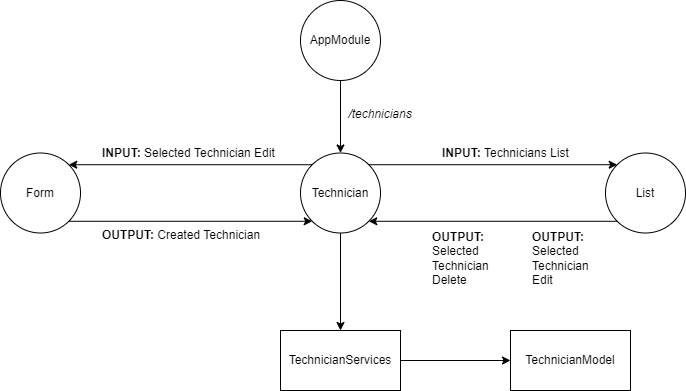 AppModule
/technicians
INPUT: Selected Technician Edit
INPUT: Technicians List
Form
Technician
List
OUTPUT: Created Technician
OUTPUT:
Selected
Technician
Delete
OUTPUT:
Selected
Technician
Edit
TechnicianServices
TechnicianModel